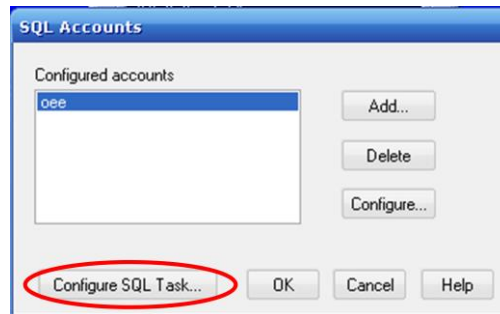 SQL Accounts
Configured accounts
oee
Add...
Delete
Configure...
Configure SQL Task...
OK
Cancel
Help